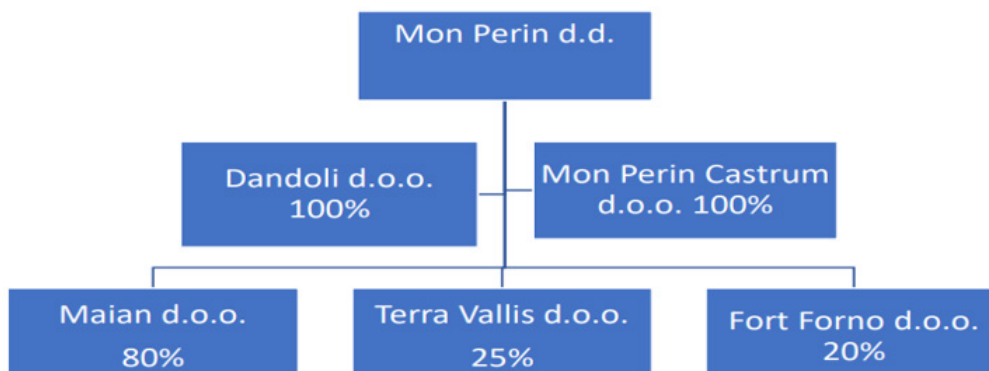 Mon Perin d.d.
Dandoli d.o.o.
100%
Mon Perin Castrum
d.o.o. 100%
Maian d.o.o.
80%
Terra Vallis d.o.o.
25%
Fort Forno d.o.o.
20%